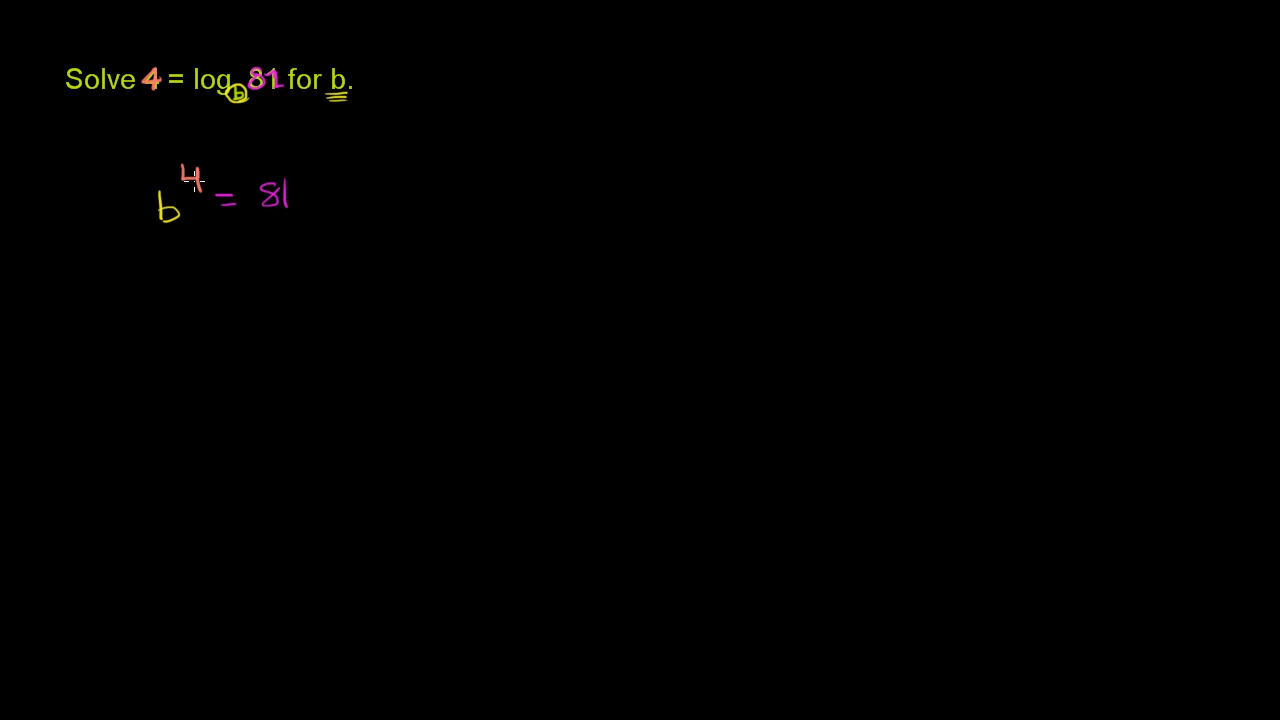 Solve 4 = log_b 81 for b.
b^4 = 81